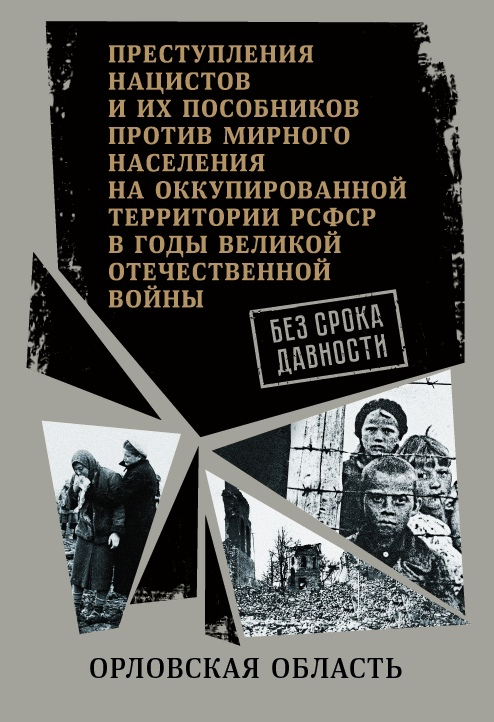 ПРЕСТУПЛЕНИЯ
НАЦИСТОВ
И ИХ ПОСОБНИКОВ
ПРОТИВ МИРНОГО
НАСЕЛЕНИЯ
НА ОККУПИРОВАННОЙ
ТЕРРИТОРИИ РСФСР
В ГОДЫ ВЕЛИКОЙ
ОТЕЧЕСТВЕННОЙ
ВОЙНЫ
БЕЗ СРОКА
ДАВНОСТИ
ОРЛОВСКАЯ ОБЛАСТЬ